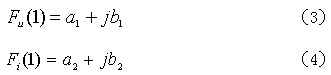 F_u(1) = a_1 + jb_1 （3）
F_i(1) = a_2 + jb_2 （4）